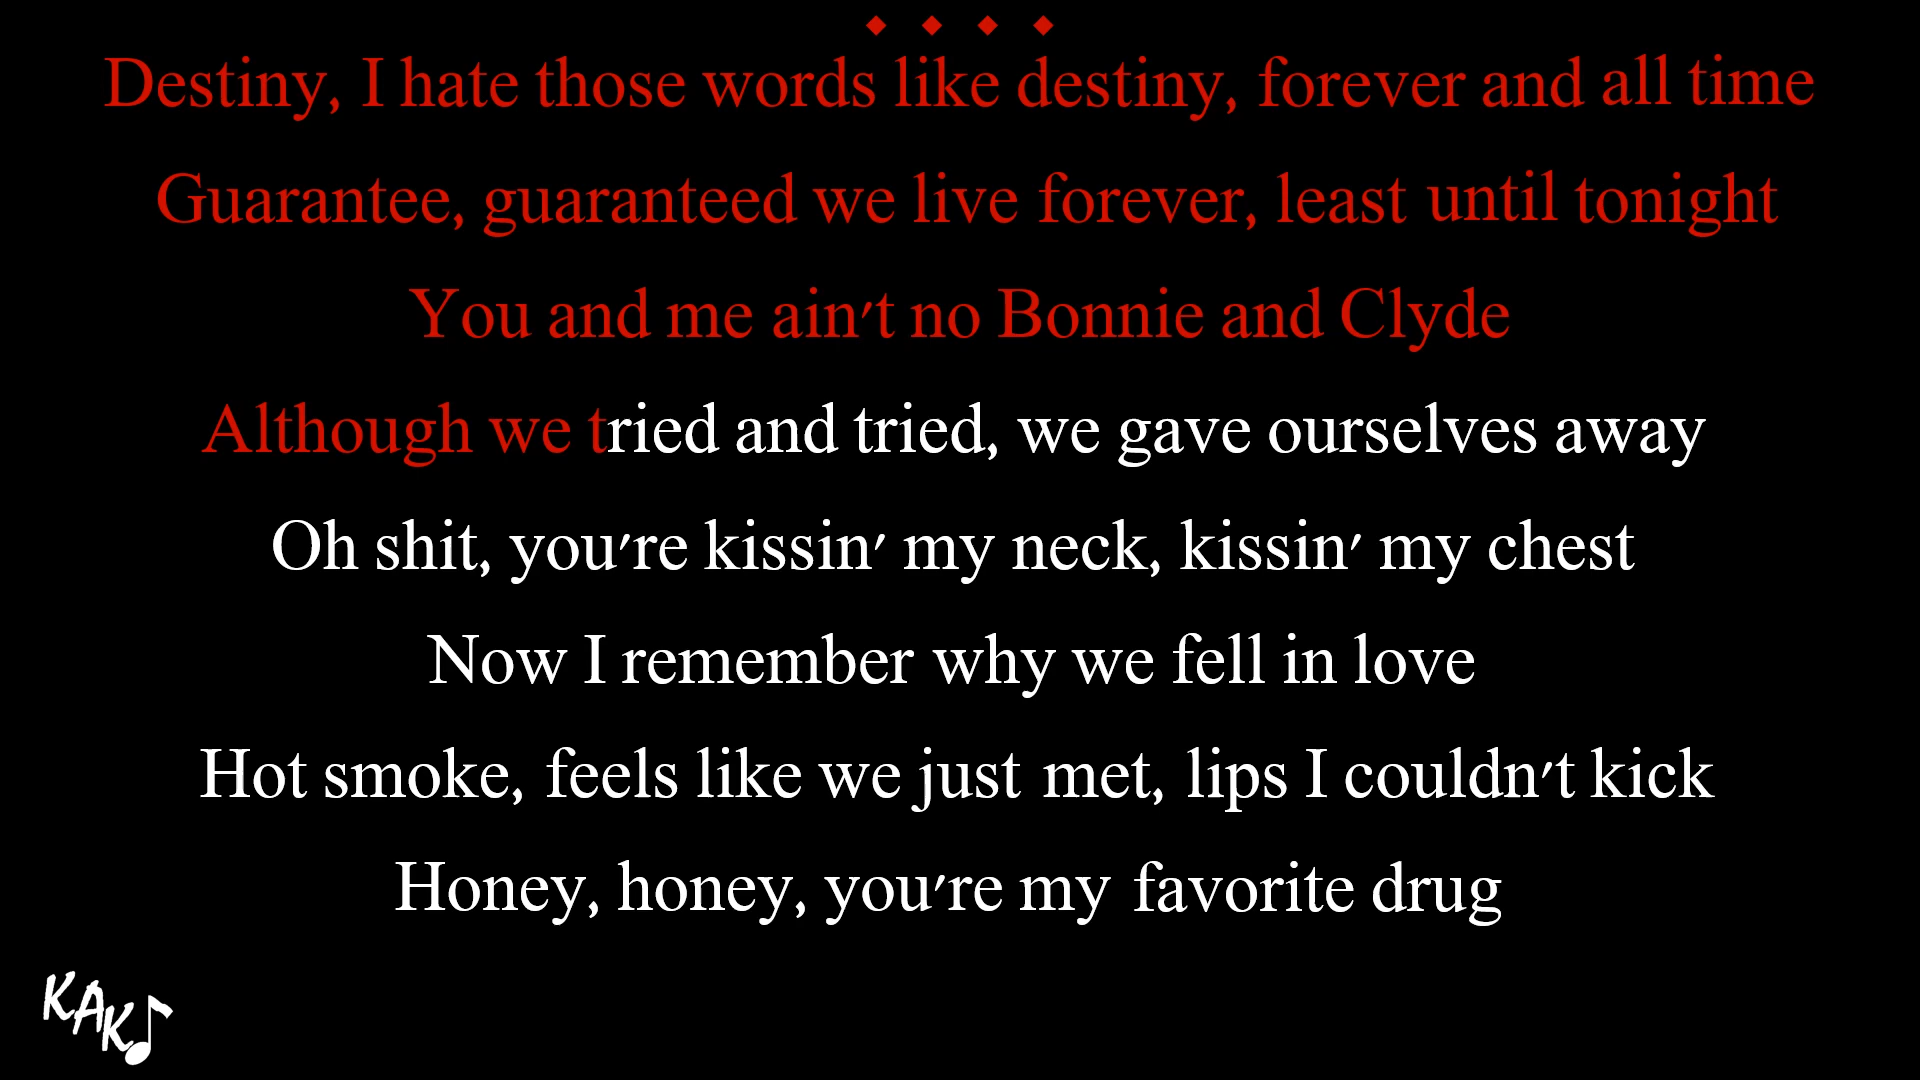 Destiny, I hate those words like destiny, forever and all time
Guarantee, guaranteed we live forever, least until tonight
You and me ain't no Bonnie and Clyde
Although we tried and tried, we gave ourselves away
Oh shit, you're kissin' my neck, kissin' my chest
Now I remember why we fell in love
Hot smoke, feels like we just met, lips I couldn't kick
Honey, honey, you're my favorite drug
KAK